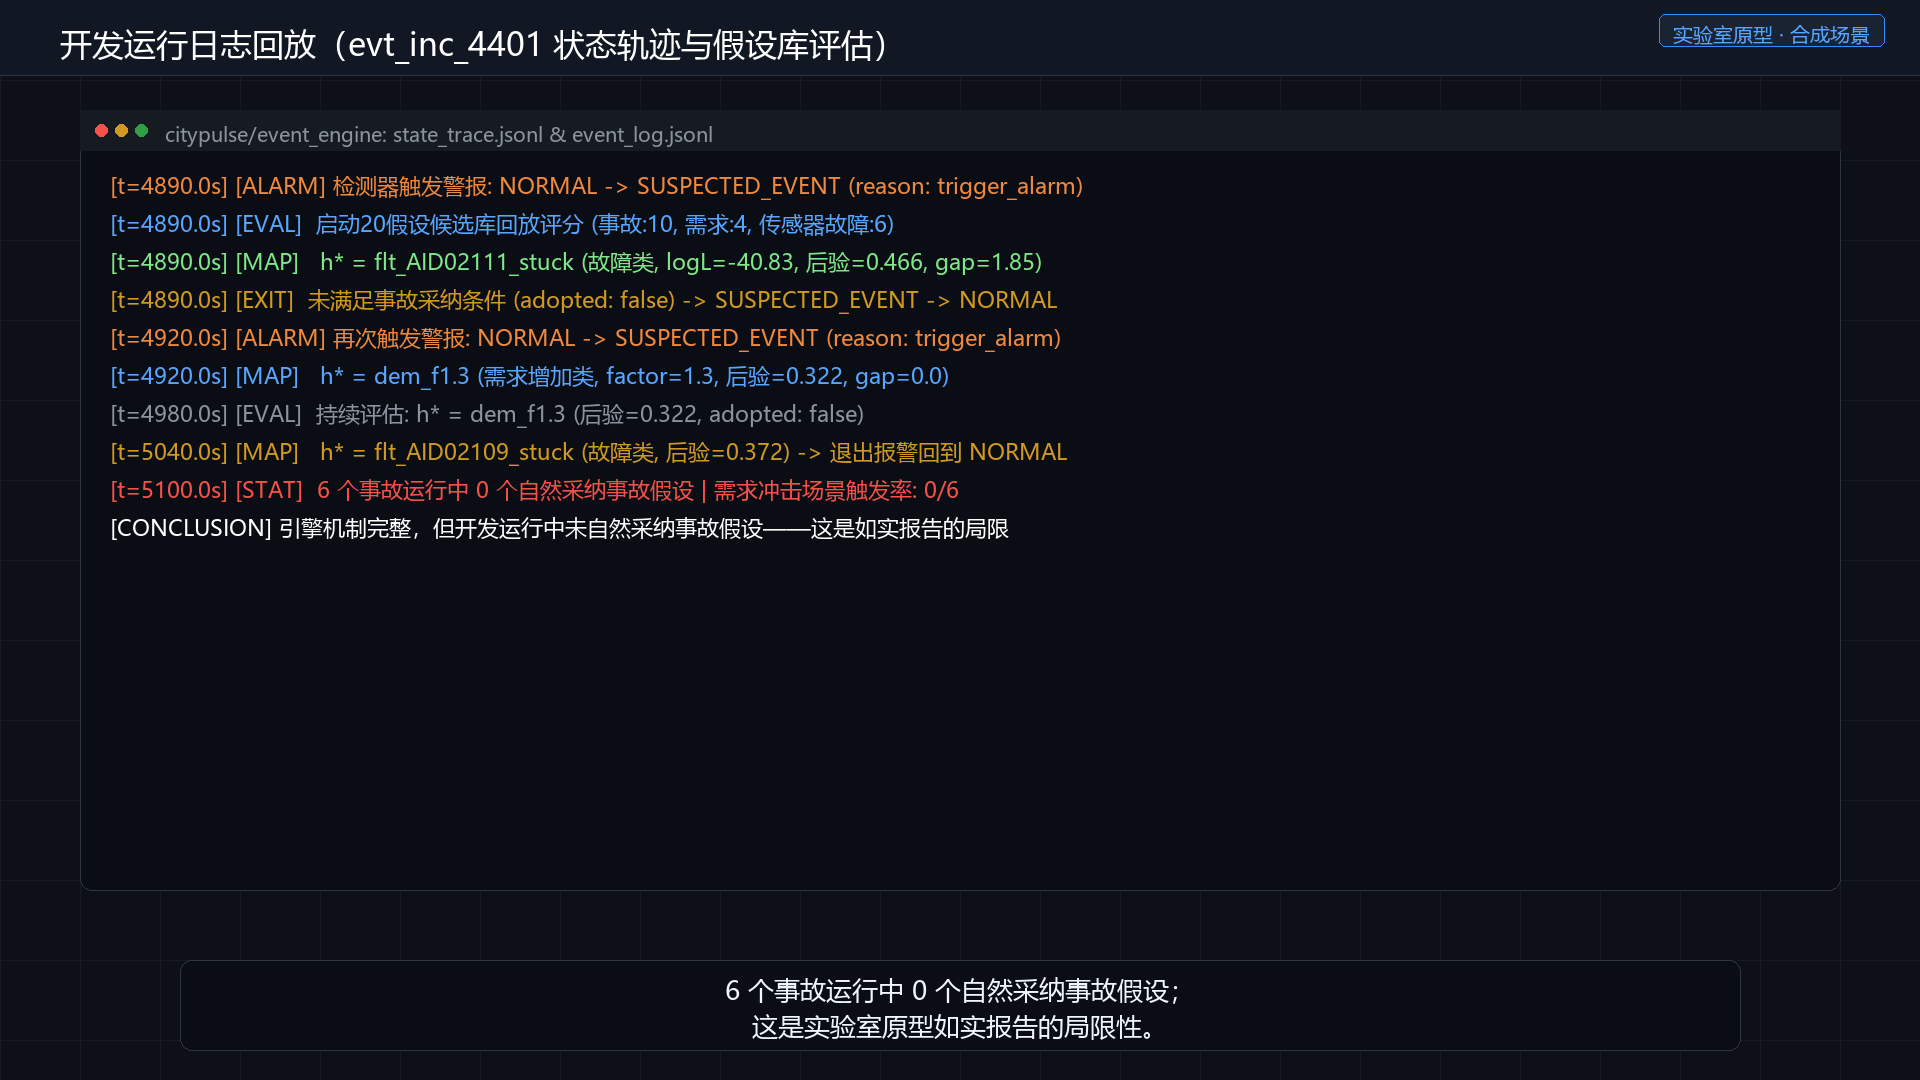 开发运行日志回放（evt_inc_4401 状态轨迹与假设库评估）
实验室原型 · 合成场景
citypulse/event_engine: state_trace.jsonl & event_log.jsonl
[t=4890.0s] [ALARM] 检测器触发警报: NORMAL -> SUSPECTED_EVENT (reason: trigger_alarm)
[t=4890.0s] [EVAL] 启动20假设候选库回放评分 (事故:10, 需求:4, 传感器故障:6)
[t=4890.0s] [MAP] h* = flt_AID02111_stuck (故障类, logL=-40.83, 后验=0.466, gap=1.85)
[t=4890.0s] [EXIT] 未满足事故采纳条件 (adopted: false) -> SUSPECTED_EVENT -> NORMAL
[t=4920.0s] [ALARM] 再次触发警报: NORMAL -> SUSPECTED_EVENT (reason: trigger_alarm)
[t=4920.0s] [MAP] h* = dem_f1.3 (需求增加类, factor=1.3, 后验=0.322, gap=0.0)
[t=4980.0s] [EVAL] 持续评估: h* = dem_f1.3 (后验=0.322, adopted: false)
[t=5040.0s] [MAP] h* = flt_AID02109_stuck (故障类, 后验=0.372) -> 退出报警回到 NORMAL
[t=5100.0s] [STAT] 6 个事故运行中 0 个自然采纳事故假设 | 需求冲击场景触发率: 0/6
[CONCLUSION] 引擎机制完整，但开发运行中未自然采纳事故假设——这是如实报告的局限
6 个事故运行中 0 个自然采纳事故假设；
这是实验室原型如实报告的局限性。